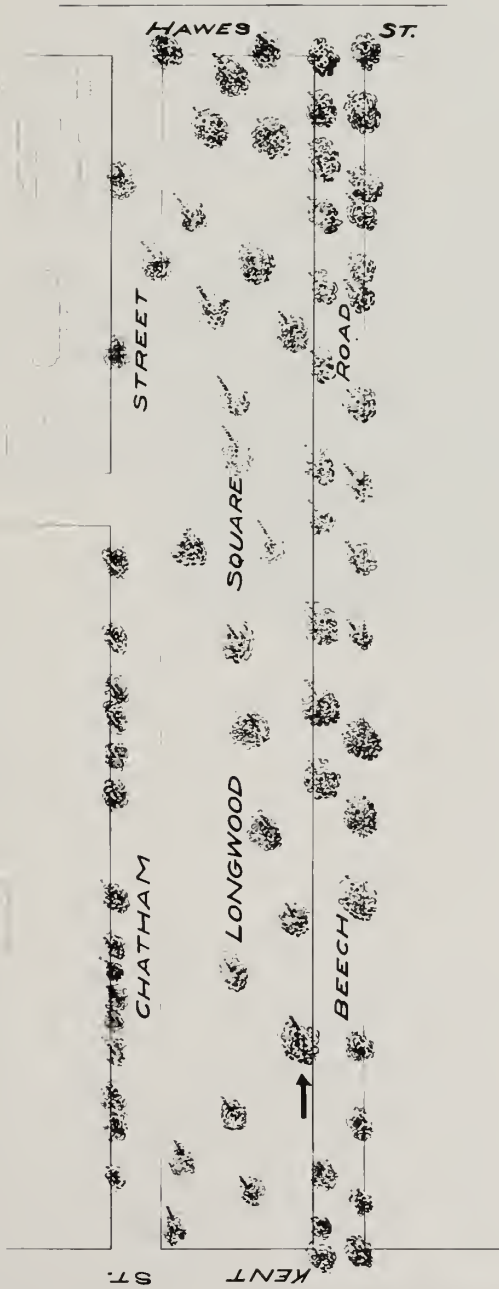 HAWES ST.
CHATHAM STREET
LONGWOOD SQUARE
BEECH ROAD
KENT ST.